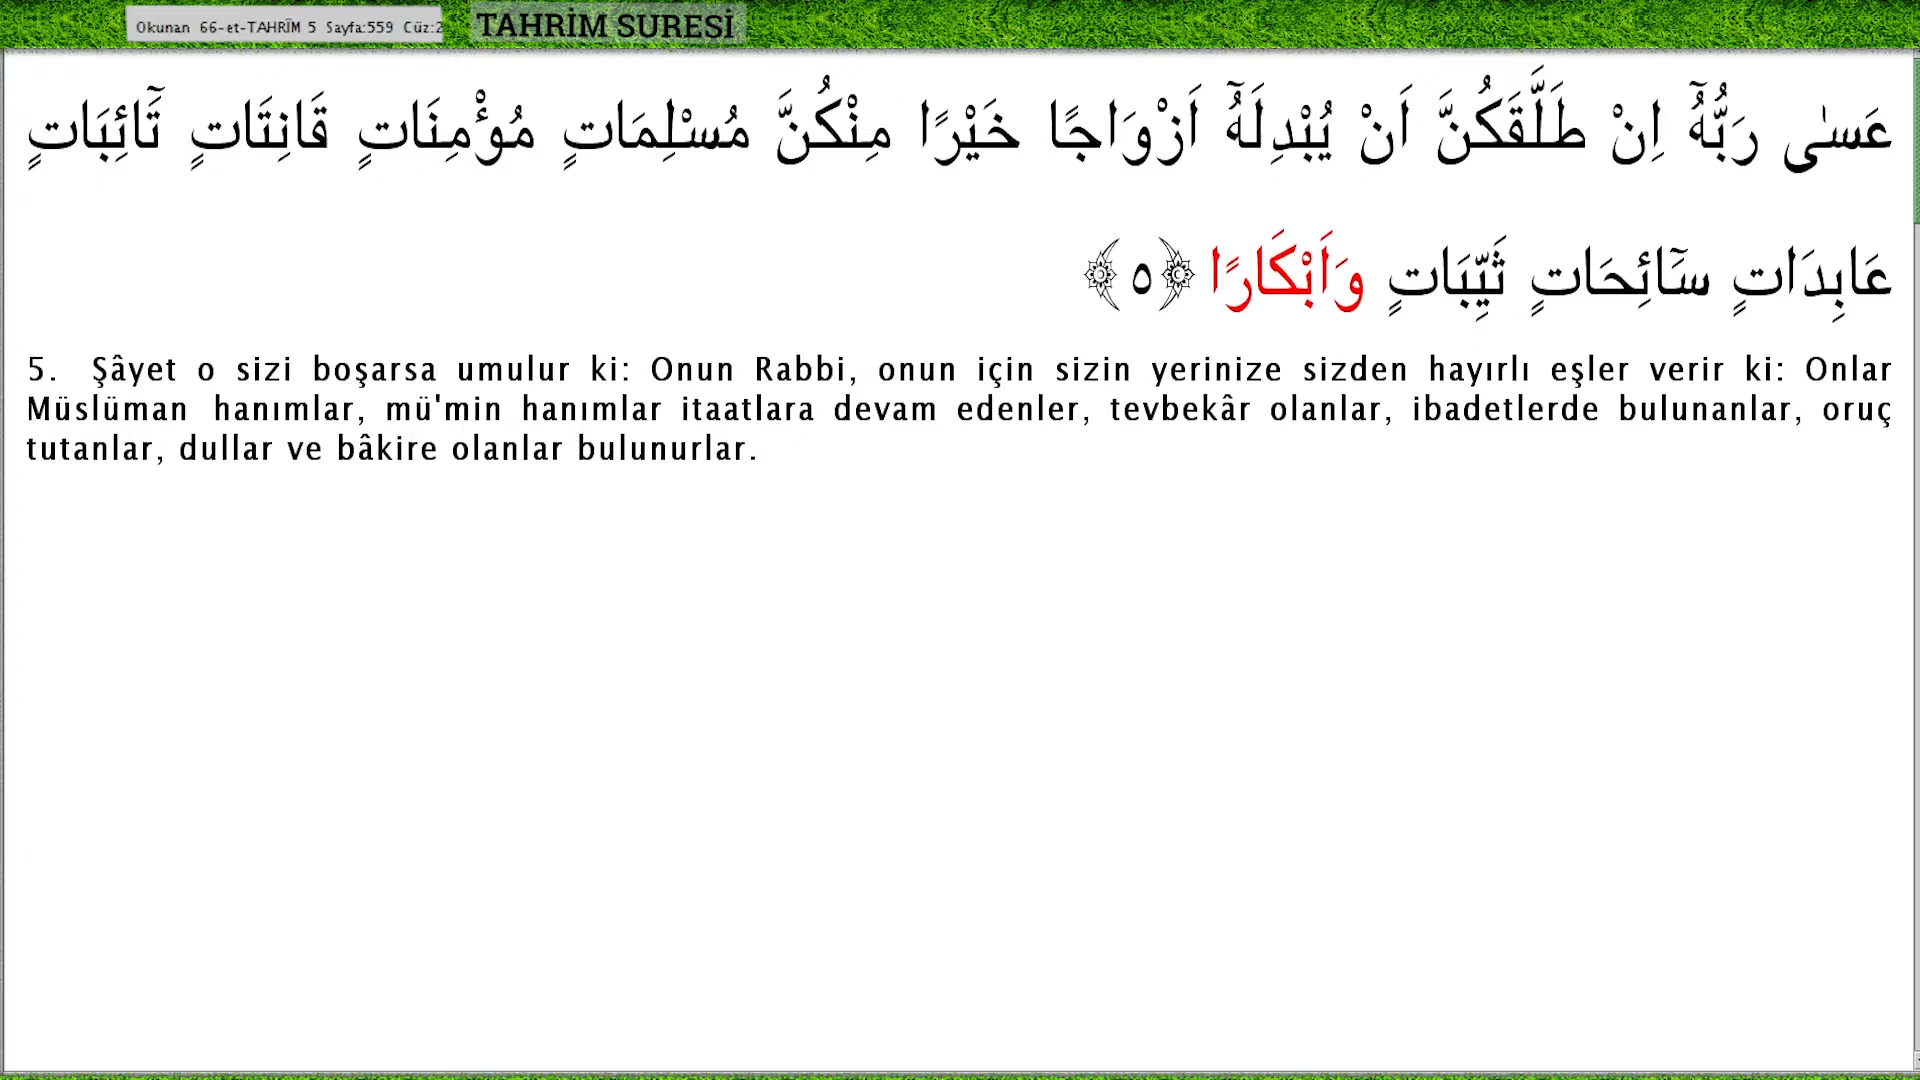 Okunan 66-et-TAHRÎM 5 Sayfa:559 Cüz:2
TAHRİM SURESİ
عَسٰى رَبُّهُٓ اِنْ طَلَّقَكُنَّ اَنْ يُبْدِلَهُٓ اَزْوَاجًا خَيْرًا مِنْكُنَّ مُسْلِمَاتٍ مُؤْمِنَاتٍ قَانِتَاتٍ تَٓائِبَاتٍ
عَابِدَاتٍ سَٓائِحَاتٍ ثَيِّبَاتٍ وَاَبْكَارًا ﴿٥﴾
5. Şâyet o sizi boşarsa umulur ki: Onun Rabbi, onun için sizin yerinize sizden hayırlı eşler verir ki: Onlar
Müslüman hanımlar, mü'min hanımlar itaatlara devam edenler, tevbekâr olanlar, ibadetlerde bulunanlar, oruç
tutanlar, dullar ve bâkire olanlar bulunurlar.